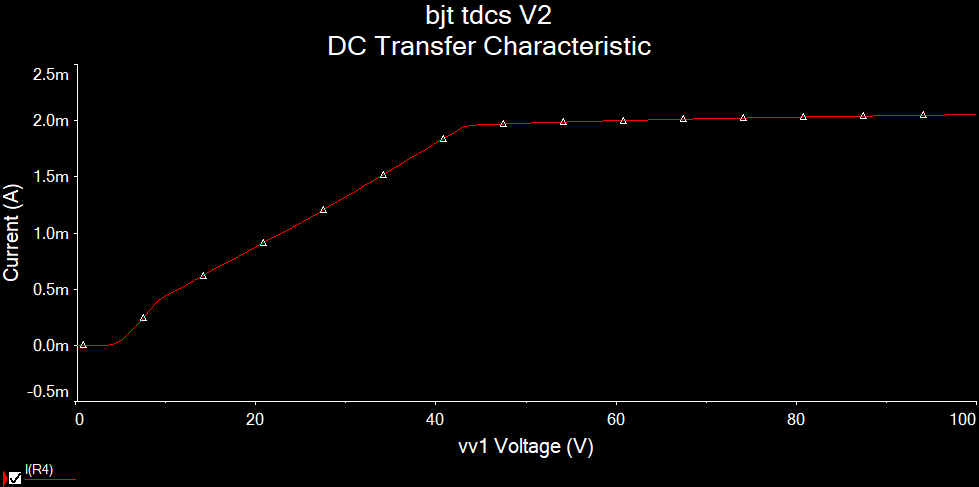 bjt tdcs V2
DC Transfer Characteristic
2.5m
2.0m
1.5m
1.0m
0.5m
0.0m
-0.5m
Current (A)
0 20 40 60 80 100
vv1 Voltage (V)
I(R4)